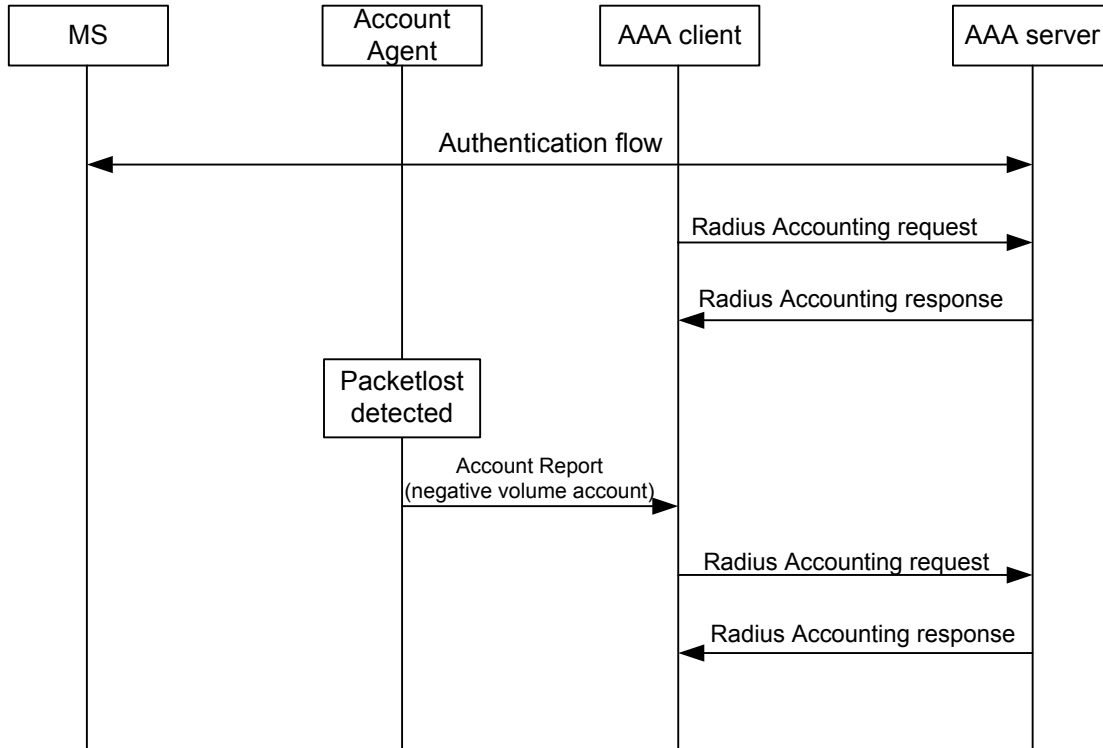 MS
Account
Agent
AAA client
AAA server
Authentication flow
Radius Accounting request
Radius Accounting response
Packetlost
detected
Account Report
(negative volume account)
Radius Accounting request
Radius Accounting response